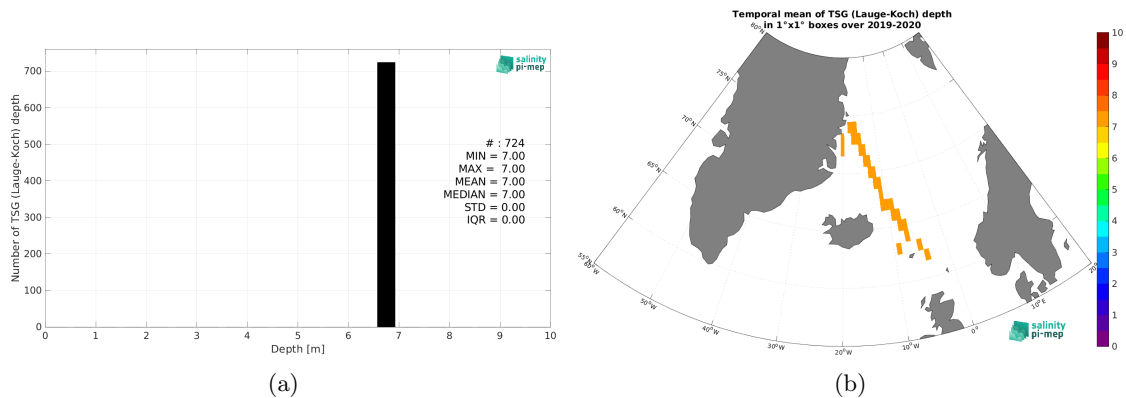 700
600
500
400
300
200
100
0
Number of TSG (Lauge-Koch) depth
salinity
pi-mep
# : 724
MIN = 7.00
MAX = 7.00
MEAN = 7.00
MEDIAN = 7.00
STD = 0.00
IQR = 0.00
0 1 2 3 4 5 6 7 8 9 10
Depth [m]
(a)
Temporal mean of TSG (Lauge-Koch) depth
in 1°x1° boxes over 2019-2020
80°N
75°N
70°N
65°N
60°N
55°N
60°W
50°W
40°W
30°W
20°W
10°W
0°
10°E
20°
salinity
pi-mep
10
9
8
7
6
5
4
3
2
1
0
(b)